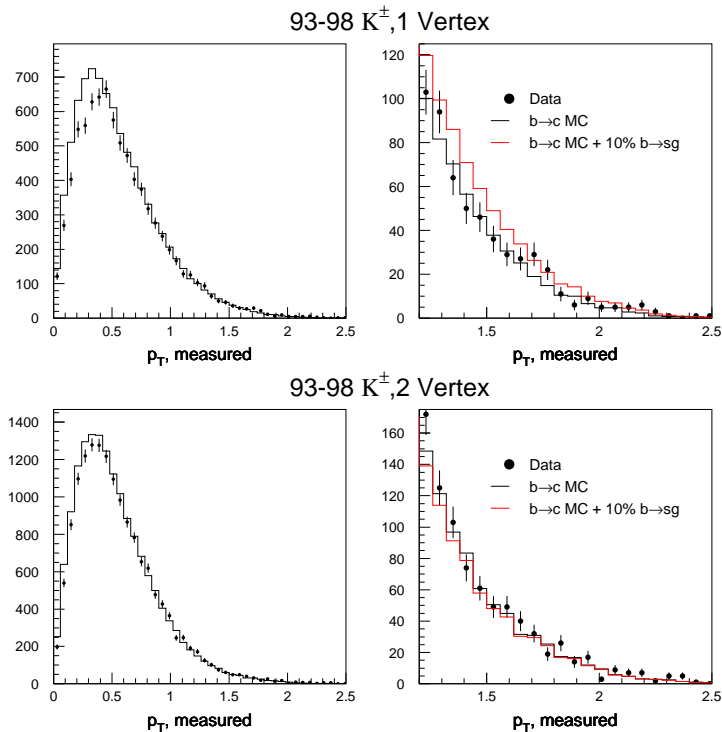 93-98 K±,1 Vertex
700
600
500
400
300
200
100
0
0 0.5 1 1.5 2 2.5
pT, measured
120
100
80
60
40
20
0
Data
b→c MC
b→c MC + 10% b→sg
1.5 2 2.5
pT, measured
93-98 K±,2 Vertex
1400
1200
1000
800
600
400
200
0
0 0.5 1 1.5 2 2.5
pT, measured
160
140
120
100
80
60
40
20
0
Data
b→c MC
b→c MC + 10% b→sg
1.5 2 2.5
pT, measured